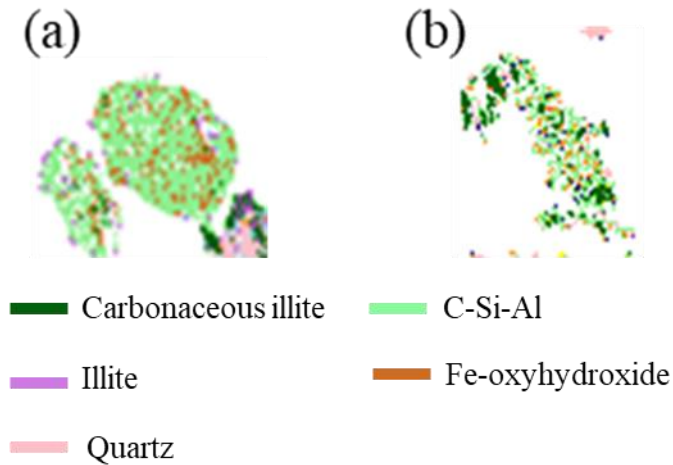 (a) (b)
Carbonaceous illite C-Si-Al
Illite Fe-oxyhydroxide
Quartz